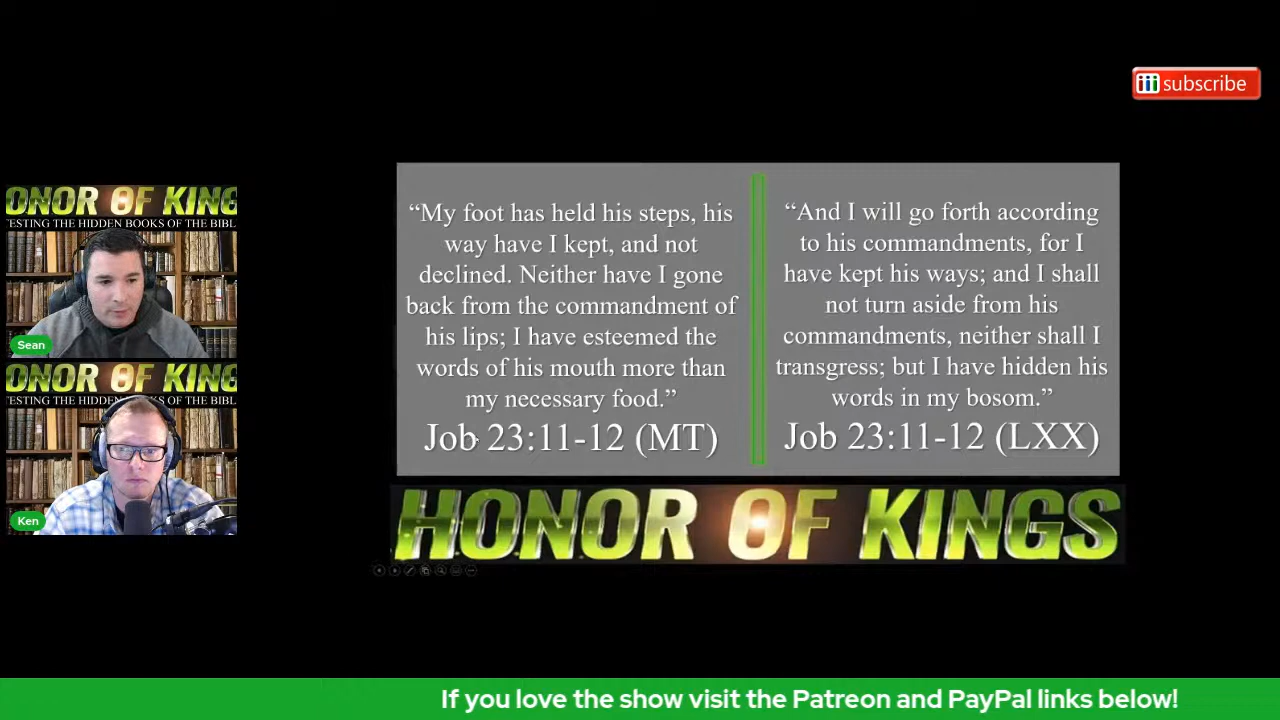 subscribe
ONOR OF KING
TESTING THE HIDDEN BOOKS OF THE BIBL
Sean
ONOR OF KING
TESTING THE HIDDEN BOOKS OF THE BIBL
Ken
“My foot has held his steps, his
way have I kept, and not
declined. Neither have I gone
back from the commandment of
his lips; I have esteemed the
words of his mouth more than
my necessary food.”
Job 23:11-12 (MT)
“And I will go forth according
to his commandments, for I
have kept his ways; and I shall
not turn aside from his
commandments, neither shall I
transgress; but I have hidden his
words in my bosom.”
Job 23:11-12 (LXX)
HONOR OF KINGS
If you love the show visit the Patreon and PayPal links below!